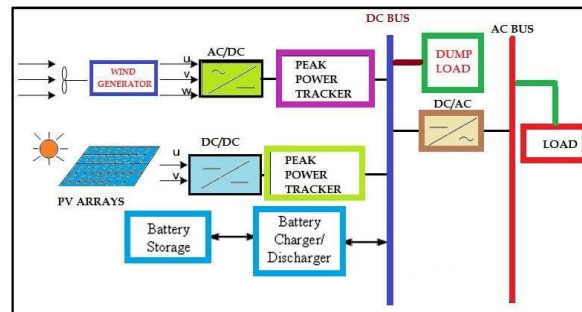 DC BUS
AC BUS
AC/DC
WIND
GENERATOR
u
v
w
PEAK
POWER
TRACKER
DUMP
LOAD
DC/AC
LOAD
DC/DC
u
v
PEAK
POWER
TRACKER
PV ARRAYS
Battery
Storage
Battery
Charger/
Discharger